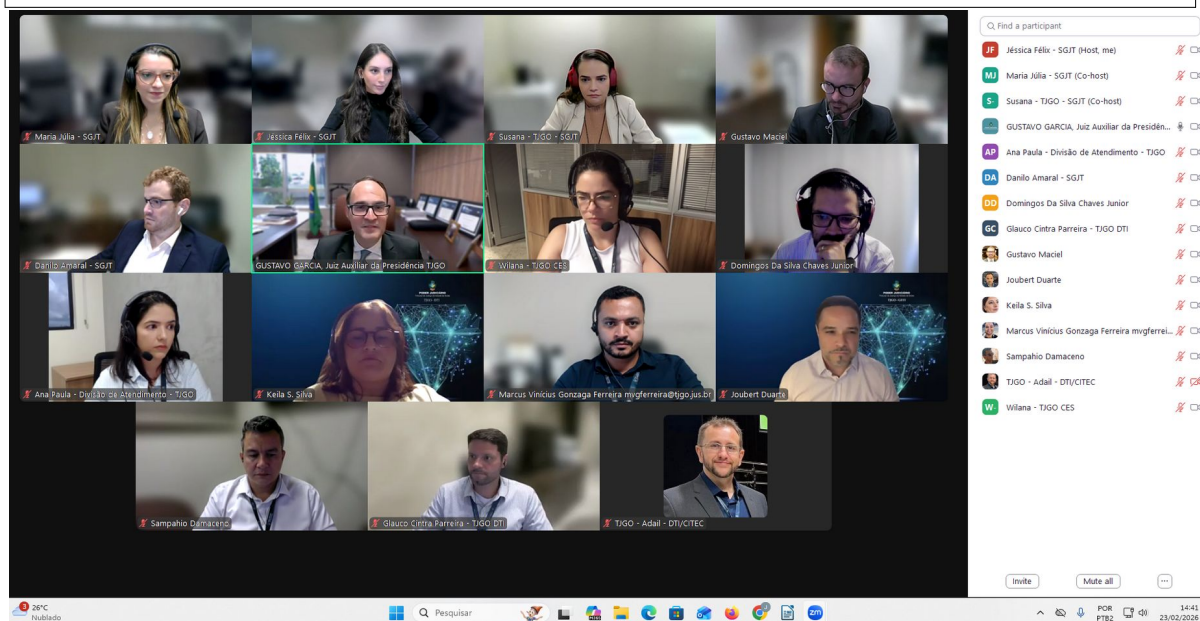 Maria Júlia - SGJT
Jéssica Félix - SGJT
Susana - TJGO - SGJT
Gustavo Maciel
Danilo Amaral - SGJT
GUSTAVO GARCIA, Juiz Auxiliar da Presidência TJGO
Wilana - TJGO CES
Domingos Da Silva Chaves Junior
Ana Paula - Divisão de Atendimento - TJGO
Keila S. Silva
Marcus Vinícius Gonzaga Ferreira mvgferreira@tjgo.jus.br
Joubert Duarte
Sampahio Damaceno
Glauco Cintra Parreira - TJGO DTI
TJGO - Adail - DTI/CITEC
Find a participant
JF Jéssica Félix - SGJT (Host, me)
MJ Maria Júlia - SGJT (Co-host)
S- Susana - TJGO - SGJT (Co-host)
GUSTAVO GARCIA, Juiz Auxiliar da Presidên...
AP Ana Paula - Divisão de Atendimento - TJGO
DA Danilo Amaral - SGJT
DD Domingos Da Silva Chaves Junior
GC Glauco Cintra Parreira - TJGO DTI
Gustavo Maciel
Joubert Duarte
Keila S. Silva
Marcus Vinícius Gonzaga Ferreira mvgferrei...
Sampahio Damaceno
TJGO - Adail - DTI/CITEC
W- Wilana - TJGO CES
Invite
Mute all
...
3
26°C
Nublado
Pesquisar
zm
POR
PTB2
14:41
23/02/2026